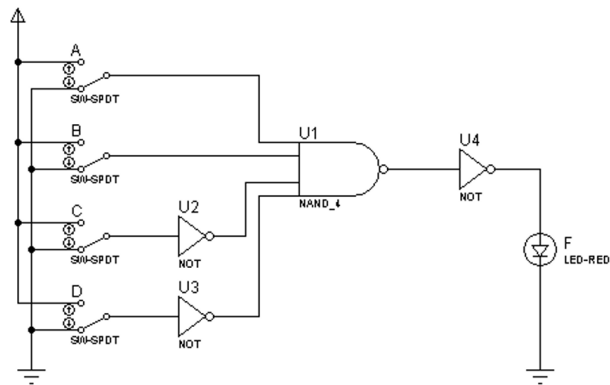 A
SW-SPDT
B
SW-SPDT
U1
NAND_4
U4
NOT
C
SW-SPDT
U2
NOT
F
LED-RED
D
SW-SPDT
U3
NOT